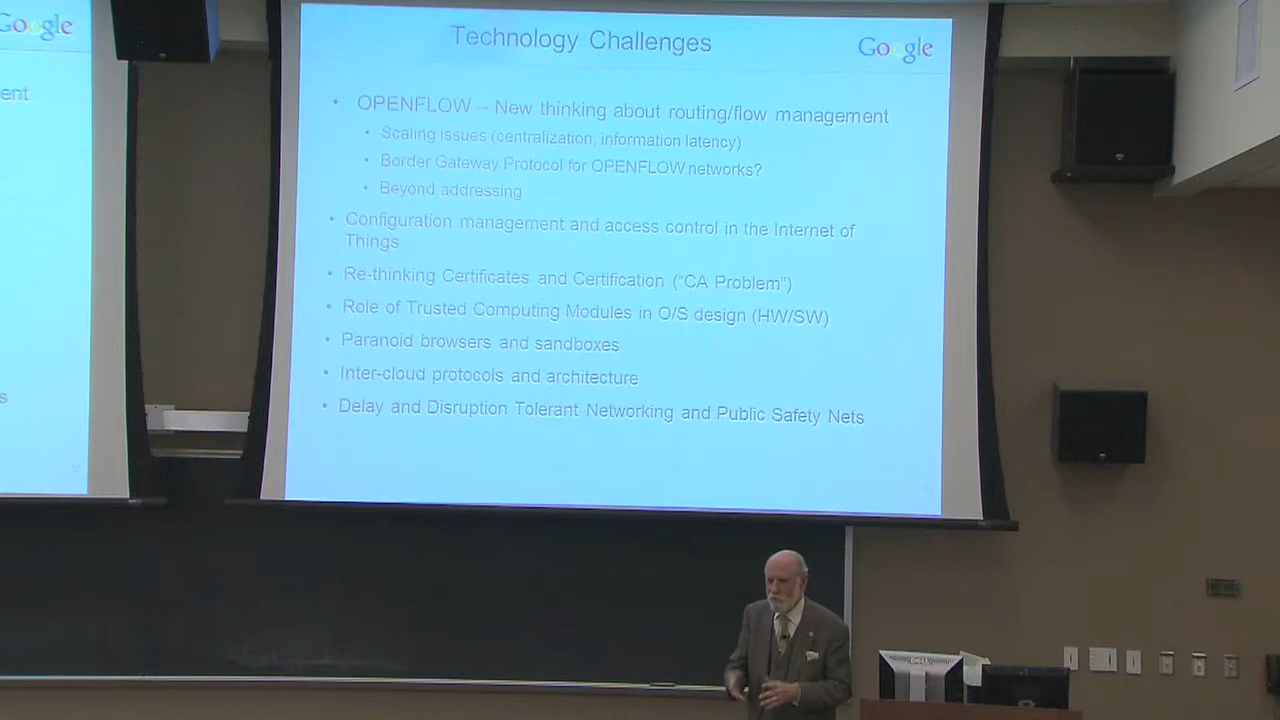 Google
ent
s
Technology Challenges
Google
• OPENFLOW – New thinking about routing/flow management
• Scaling issues (centralization, information latency)
• Border Gateway Protocol for OPENFLOW networks?
• Beyond addressing
• Configuration management and access control in the Internet of
Things
• Re-thinking Certificates and Certification (“CA Problem”)
• Role of Trusted Computing Modules in O/S design (HW/SW)
• Paranoid browsers and sandboxes
• Inter-cloud protocols and architecture
• Delay and Disruption Tolerant Networking and Public Safety Nets
DELL